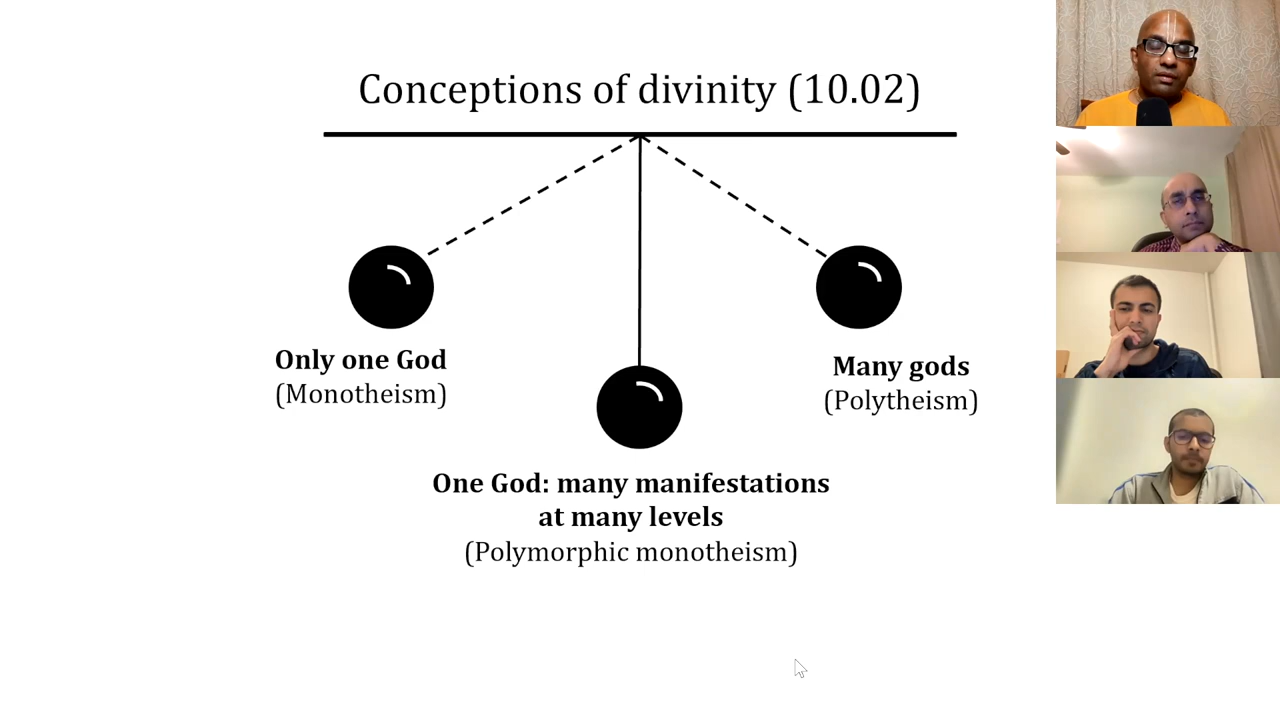 Conceptions of divinity (10.02)
Only one God
(Monotheism)
Many gods
(Polytheism)
One God: many manifestations
at many levels
(Polymorphic monotheism)